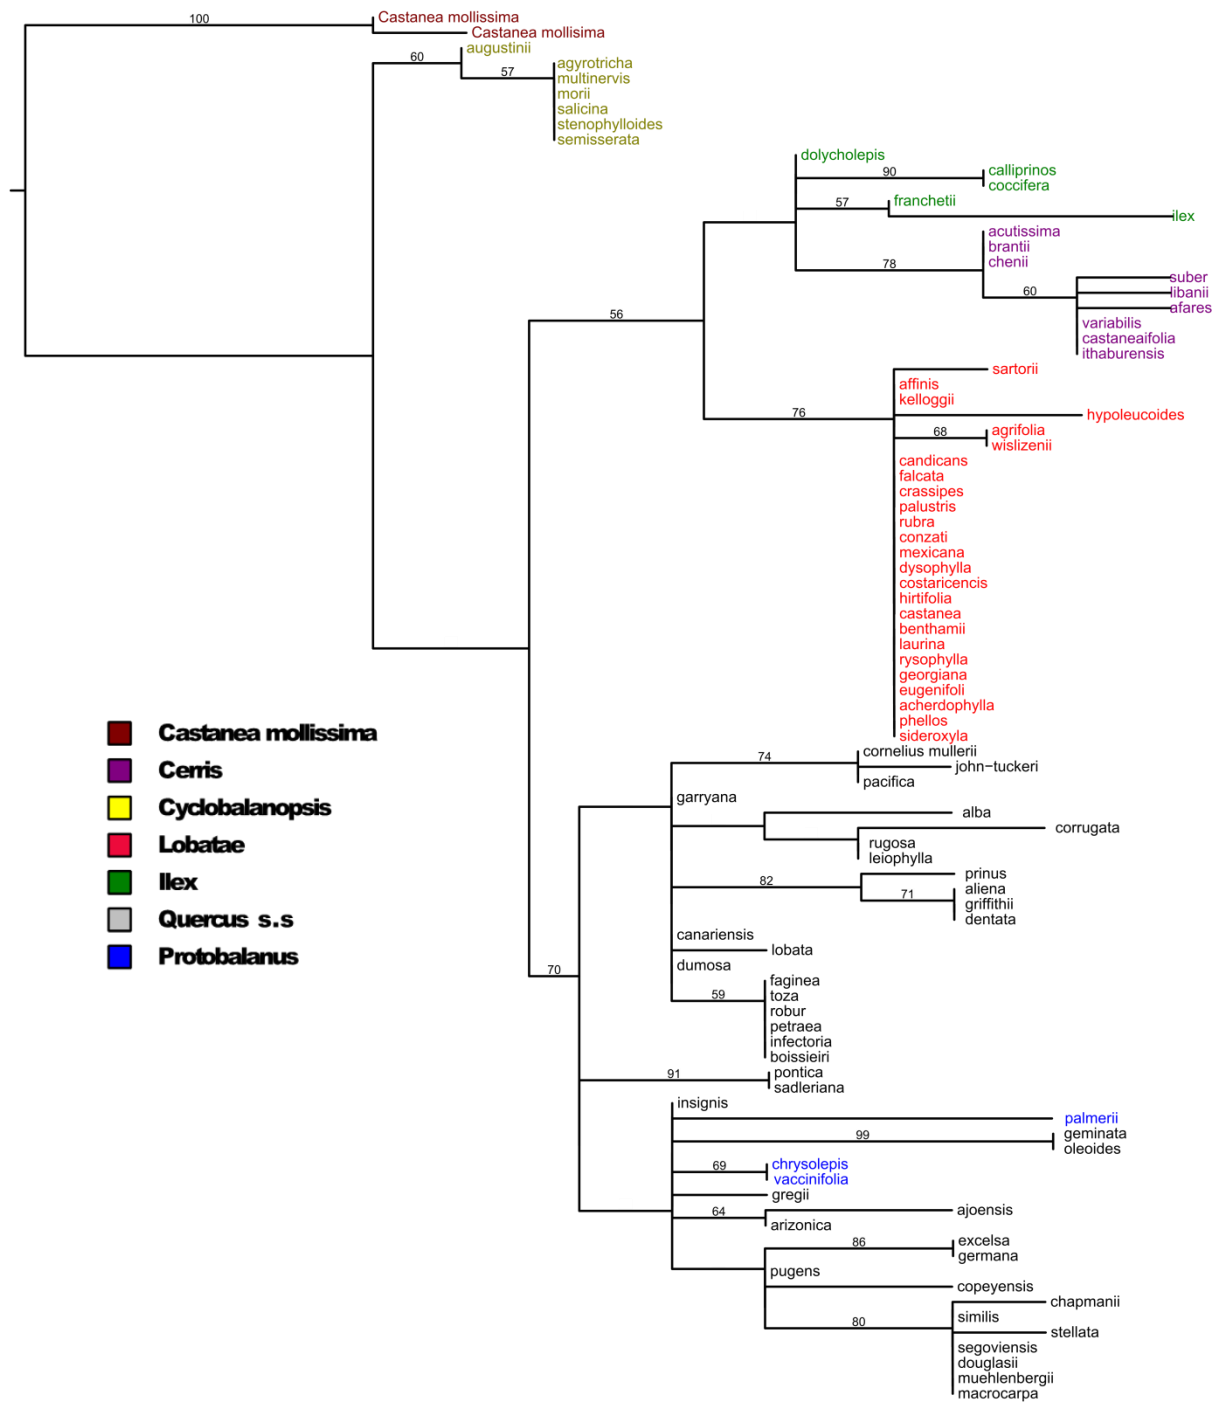 100
Castanea mollissima
Castanea mollisima
60
augustinii
57
agyrotricha
multinervis
morii
salicina
stenophylloides
semisserata
dolycholepis
90
calliprinos
coccifera
57
franchetii
ilex
acutissima
brantii
chenii
78
suber
60
libanii
afares
variabilis
castaneaifolia
ithaburensis
56
sartorii
affinis
kelloggii
76
hypoleucoides
68
agrifolia
wislizenii
candicans
falcata
crassipes
palustris
rubra
conzati
mexicana
dysophylla
costaricencis
hirtifolia
castanea
benthamii
laurina
rysophylla
georgiana
eugenifoli
acherdophylla
phellos
sideroxyla
Castanea mollissima
Cerris
Cyclobalanopsis
Lobatae
Ilex
Quercus s.s
Protobalanus
74
cornelius mullerii
john−tuckeri
pacifica
garryana
alba
corrugata
rugosa
leiophylla
82
prinus
71
aliena
griffithii
dentata
canariensis
lobata
dumosa
70
59
faginea
toza
robur
petraea
infectoria
boissieiri
91
pontica
sadleriana
insignis
palmerii
99
geminata
oleoides
69
chrysolepis
vaccinifolia
gregii
64
ajoensis
arizonica
86
excelsa
germana
pugens
copeyensis
80
chapmanii
similis
stellata
segoviensis
douglasii
muehlenbergii
macrocarpa